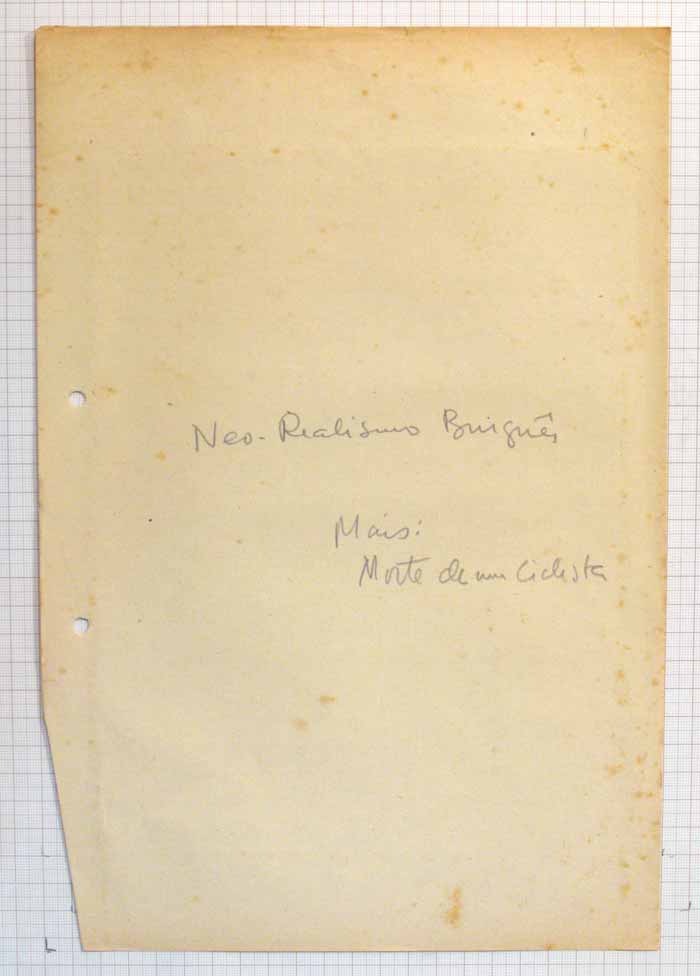 Neo-Realismo Burguês
Mais:
Morte de um Ciclista